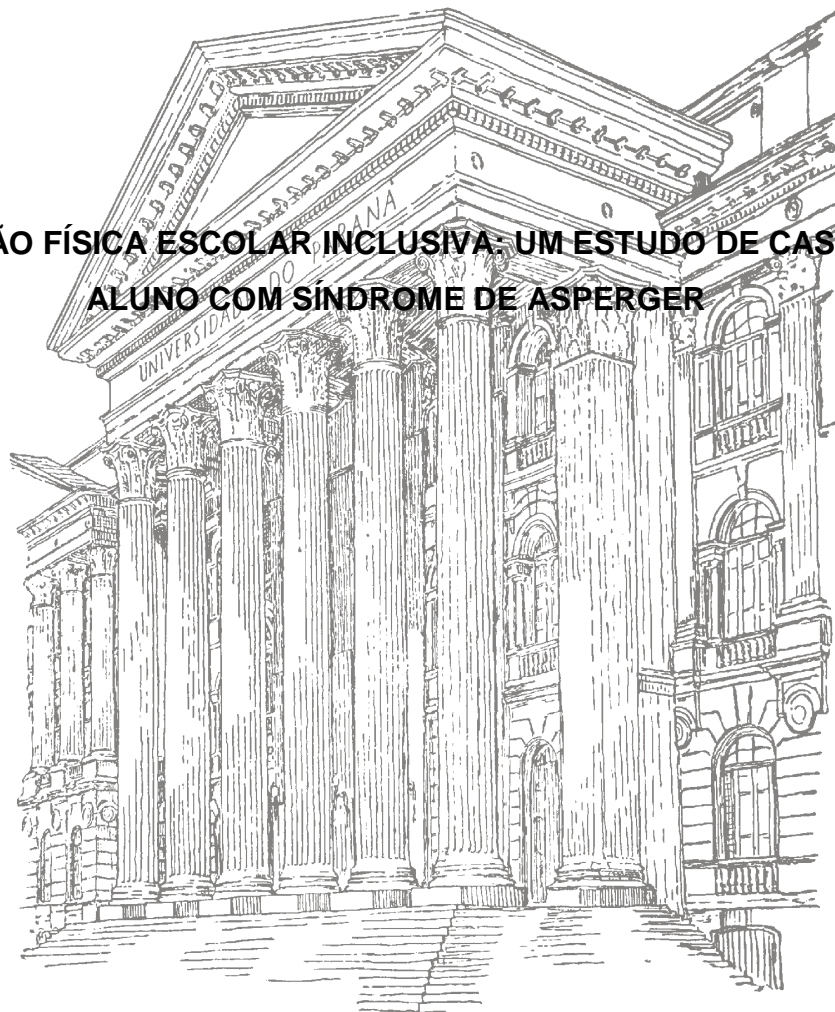 ÃO FÍSICA ESCOLAR INCLUSIVA: UM ESTUDO DE CAS
ALUNO COM SÍNDROME DE ASPERGER
UNIVERSIDADE DO PARANÁ